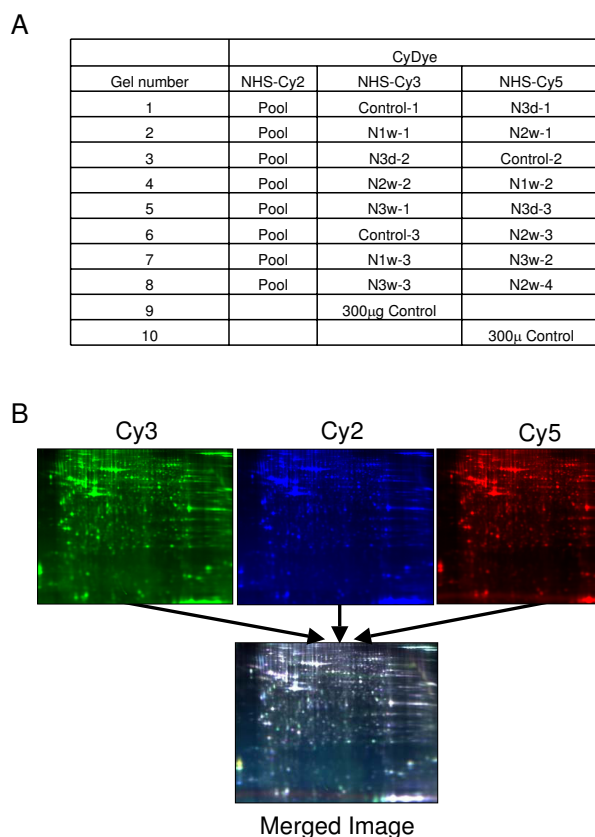 A
CyDye
Gel number NHS-Cy2 NHS-Cy3 NHS-Cy5
1 Pool Control-1 N3d-1
2 Pool N1w-1 N2w-1
3 Pool N3d-2 Control-2
4 Pool N2w-2 N1w-2
5 Pool N3w-1 N3d-3
6 Pool Control-3 N2w-3
7 Pool N1w-3 N3w-2
8 Pool N3w-3 N2w-4
9 300μg Control
10 300μ Control
B
Cy3 Cy2 Cy5
Merged Image